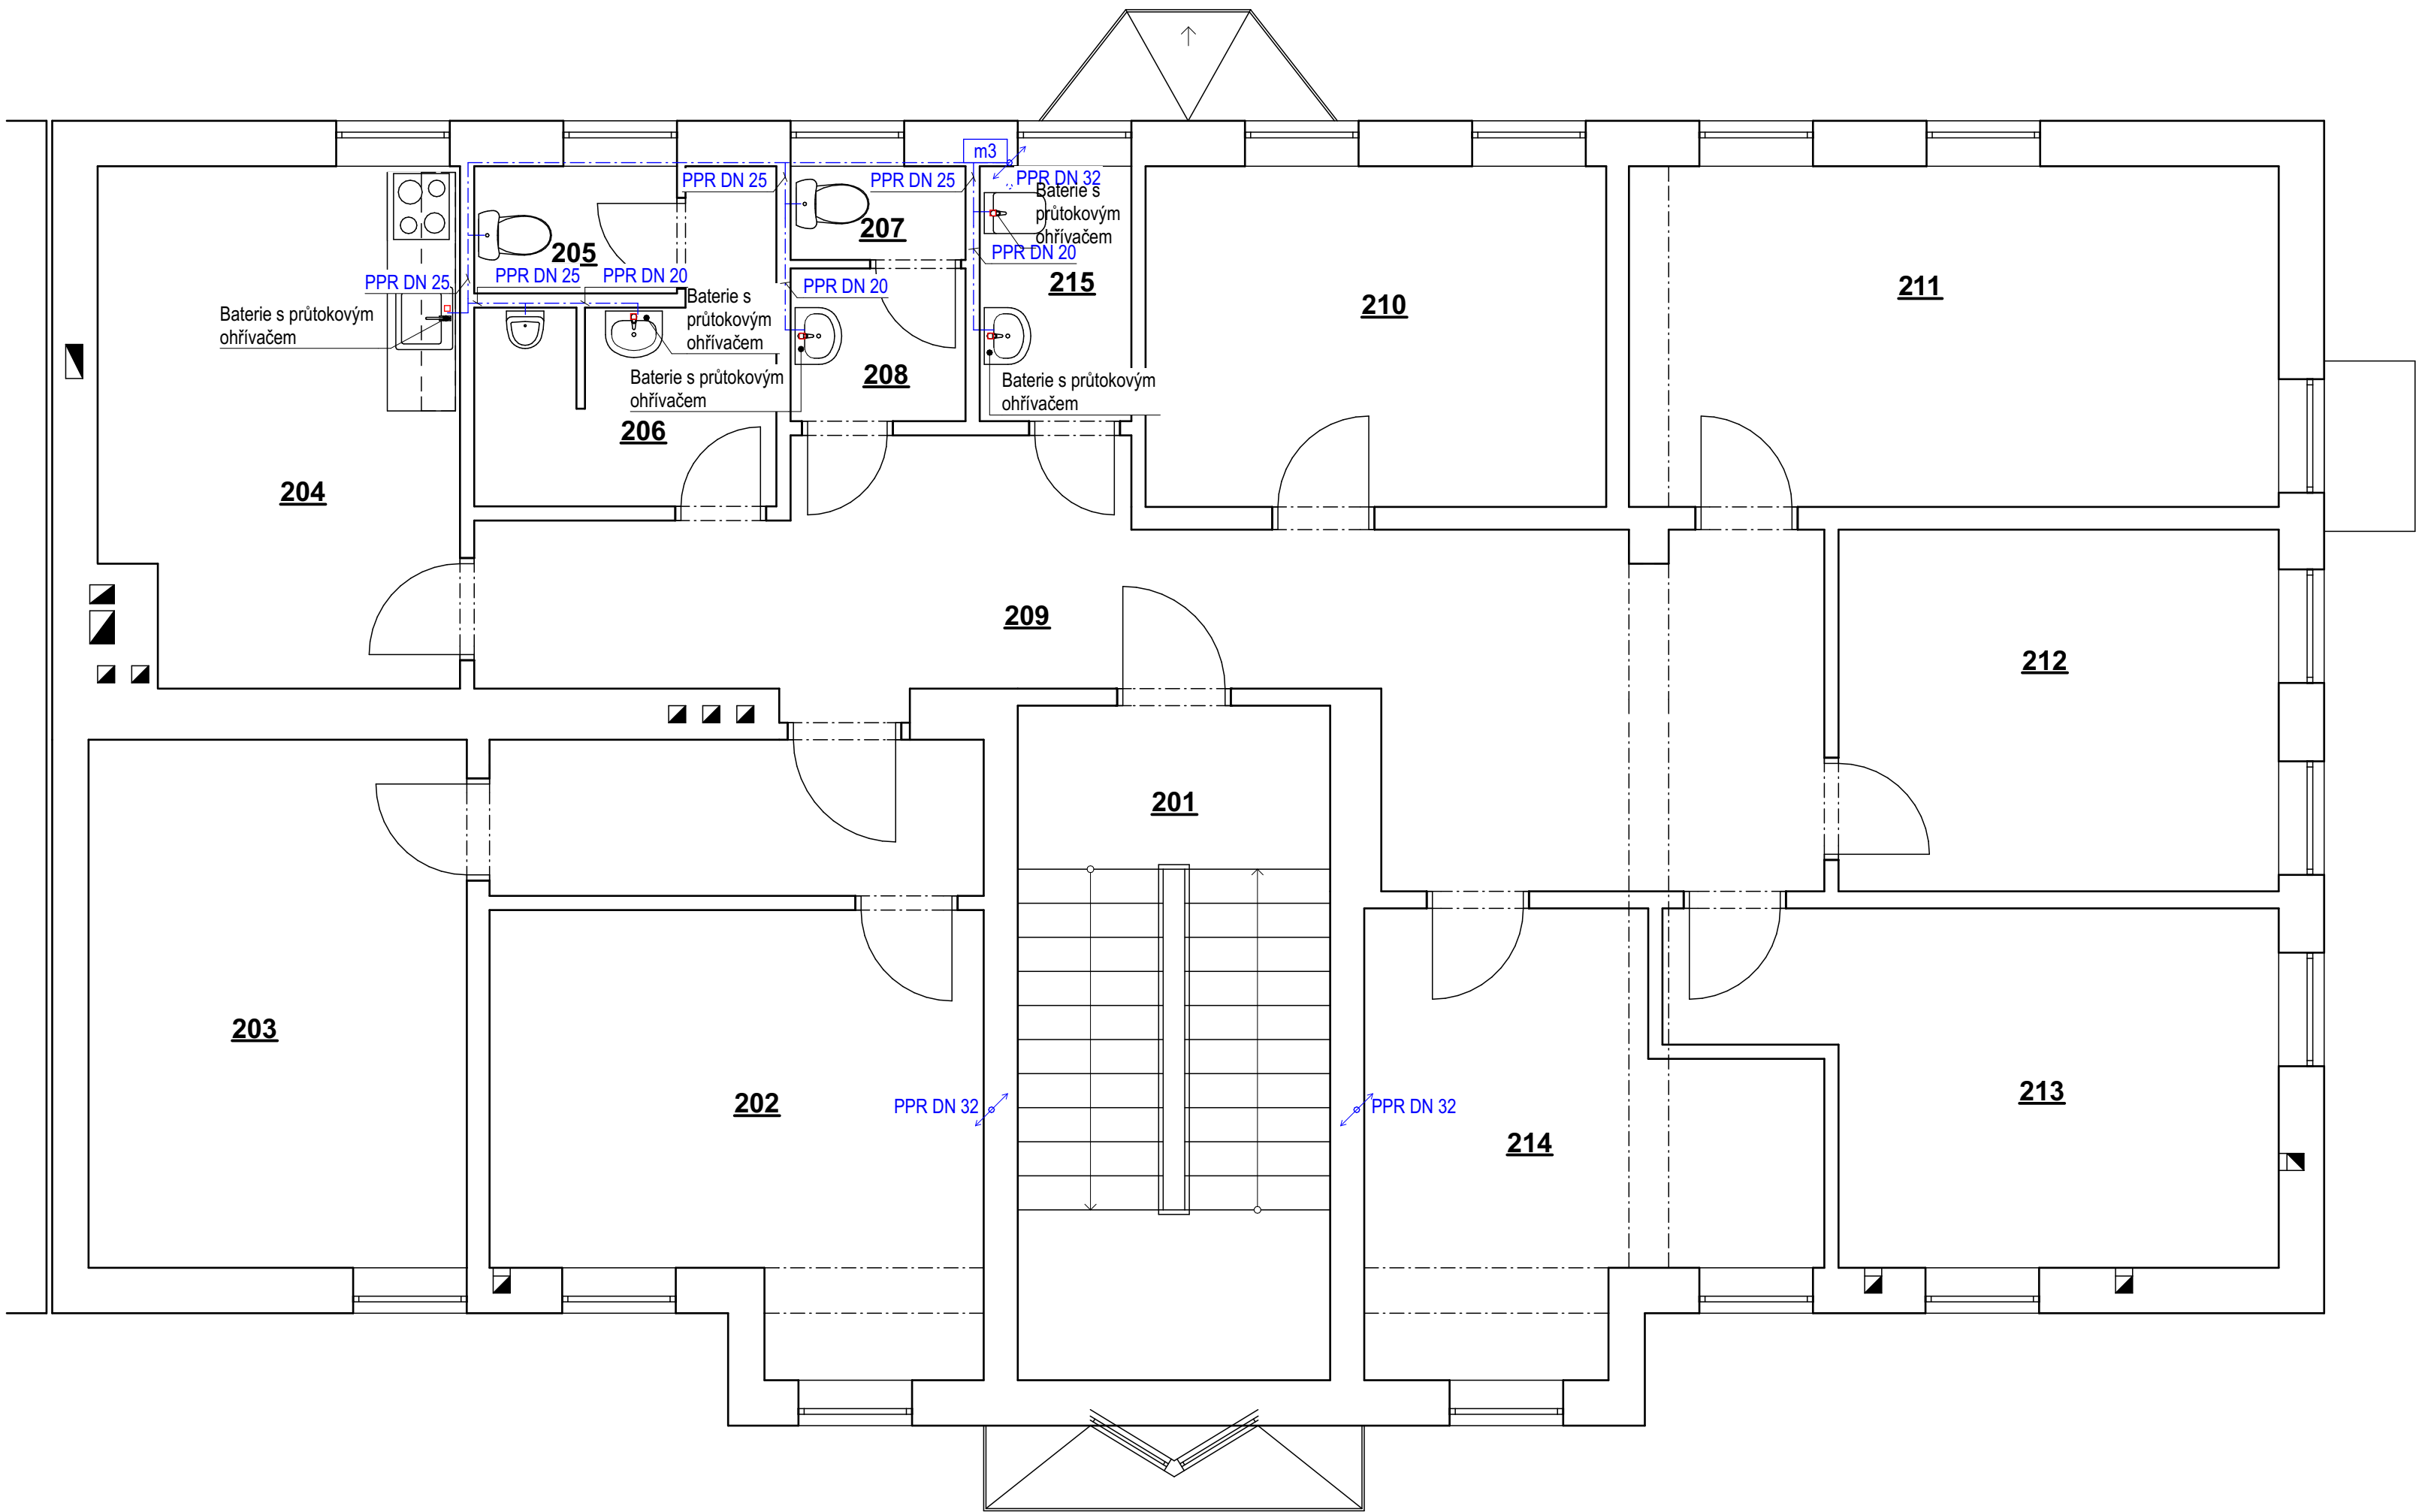 m3
PPR DN 25
PPR DN 25
PPR DN 32
Baterie s
průtokovým
ohřívačem
207
205
PPR DN 20
PPR DN 25
PPR DN 25
PPR DN 20
PPR DN 20
215
211
210
Baterie s
průtokovým
ohřívačem
Baterie s průtokovým
ohřívačem
208
Baterie s průtokovým
ohřívačem
Baterie s průtokovým
ohřívačem
206
204
209
212
201
203
202
213
PPR DN 32
PPR DN 32
214